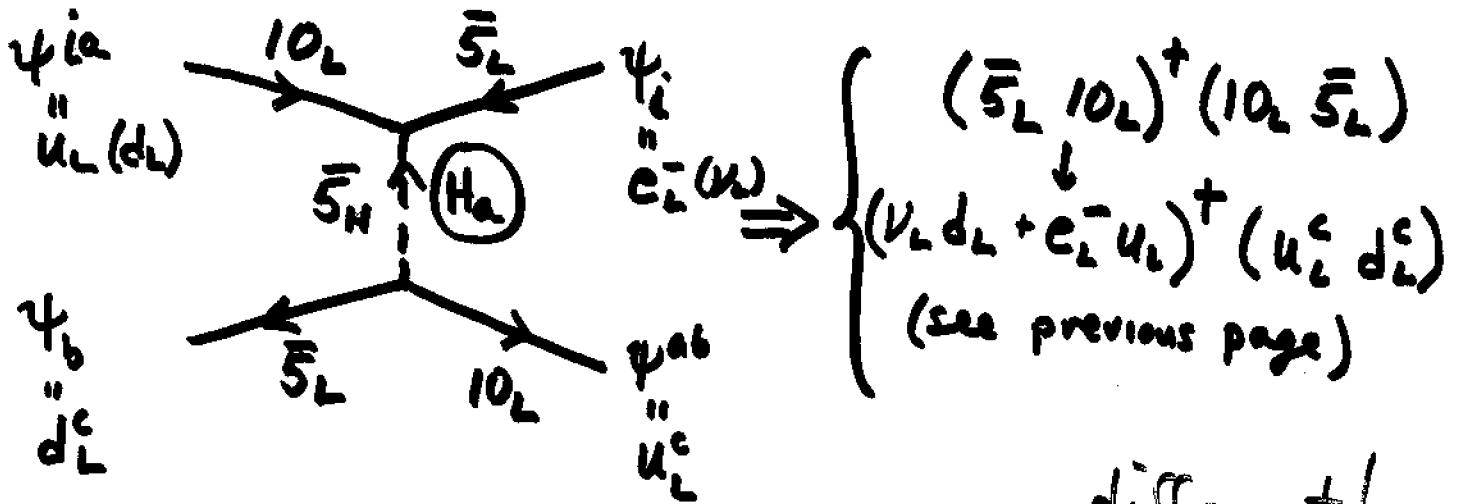 ψ^{ia} 10_L 5̄_L ψ_i
" "
u_L (d_L) e_L^- (ν_L)
5̄_H H_a
⇒ { (5̄_L 10_L)^† (10_L 5̄_L)
↓
(ν_L d_L + e_L^- u_L)^† (u_L^c d_L^c)
(see previous page)
ψ_b 5̄_L 10_L ψ^{ab}
" "
d_L^c u_L^c